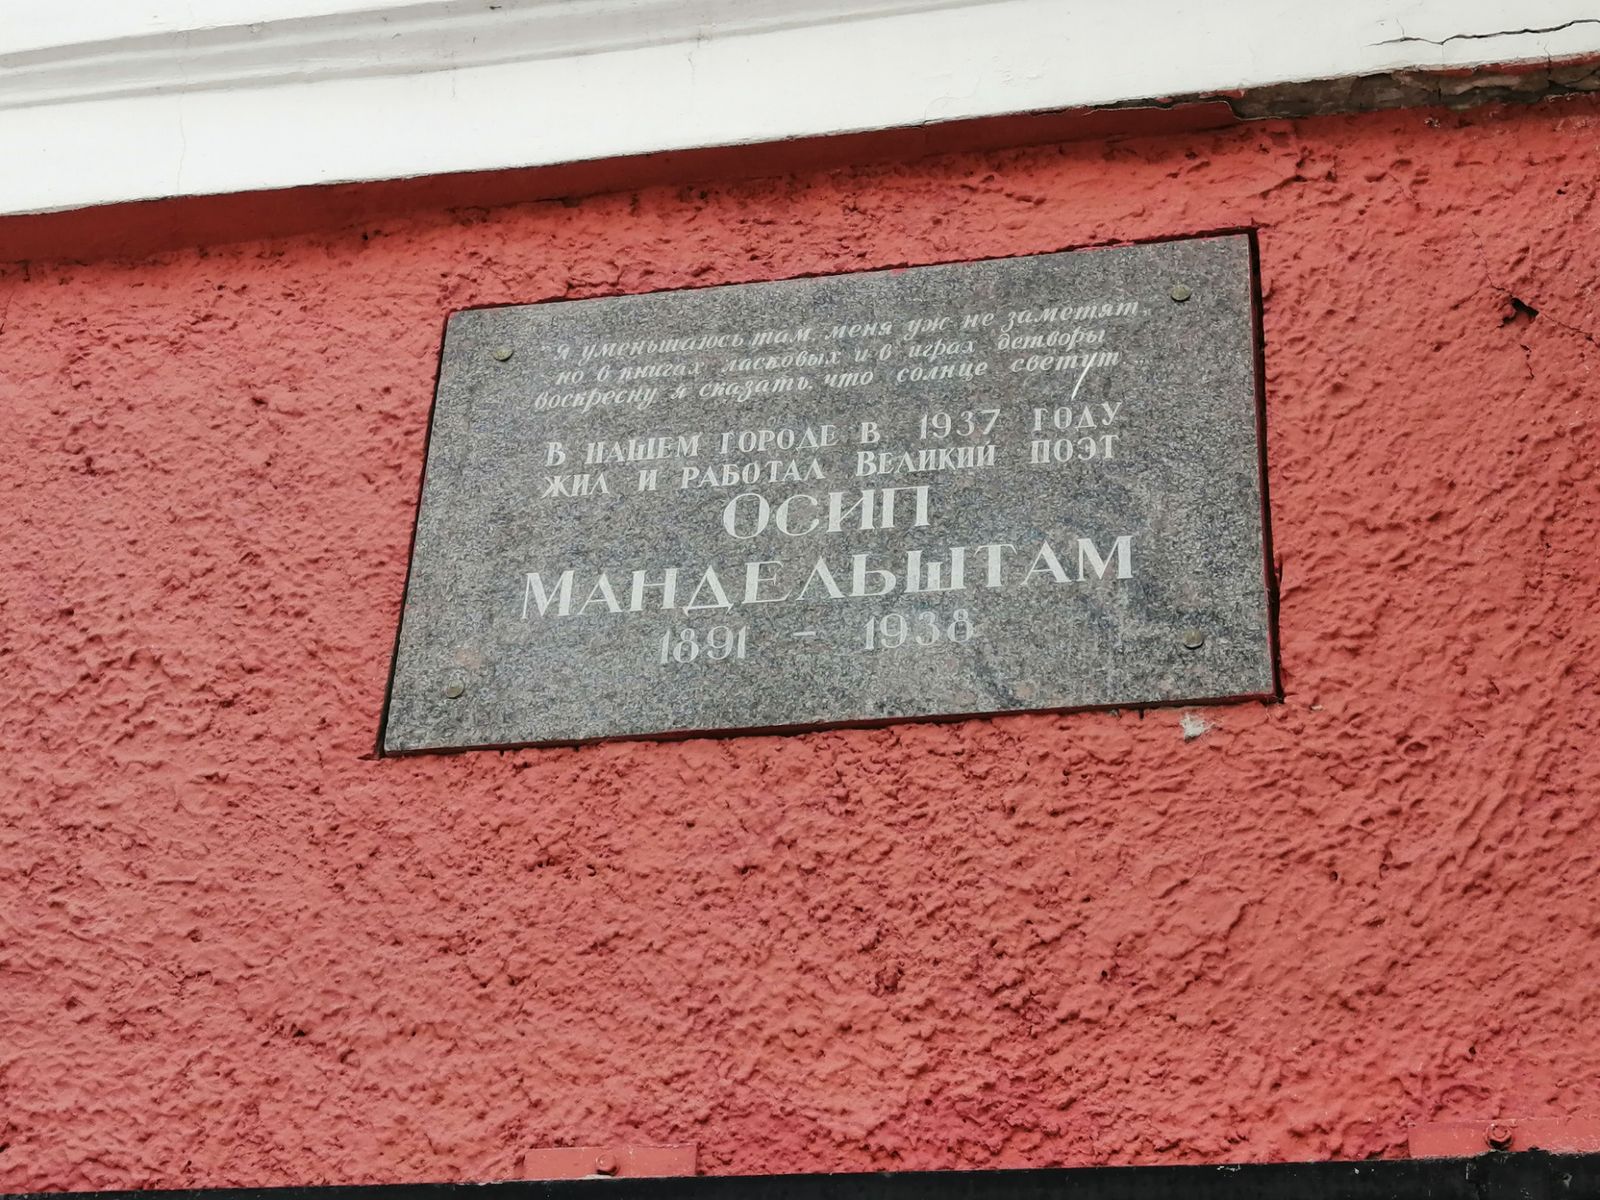 "Я уменьшаюсь там, меня уж не заметят,
но в книгах ласковых и в играх детворы
воскресну я сказать, что солнце светит..."
В НАШЕМ ГОРОДЕ В 1937 ГОДУ
ЖИЛ И РАБОТАЛ ВЕЛИКИЙ ПОЭТ
ОСИП
МАНДЕЛЬШТАМ
1891 - 1938